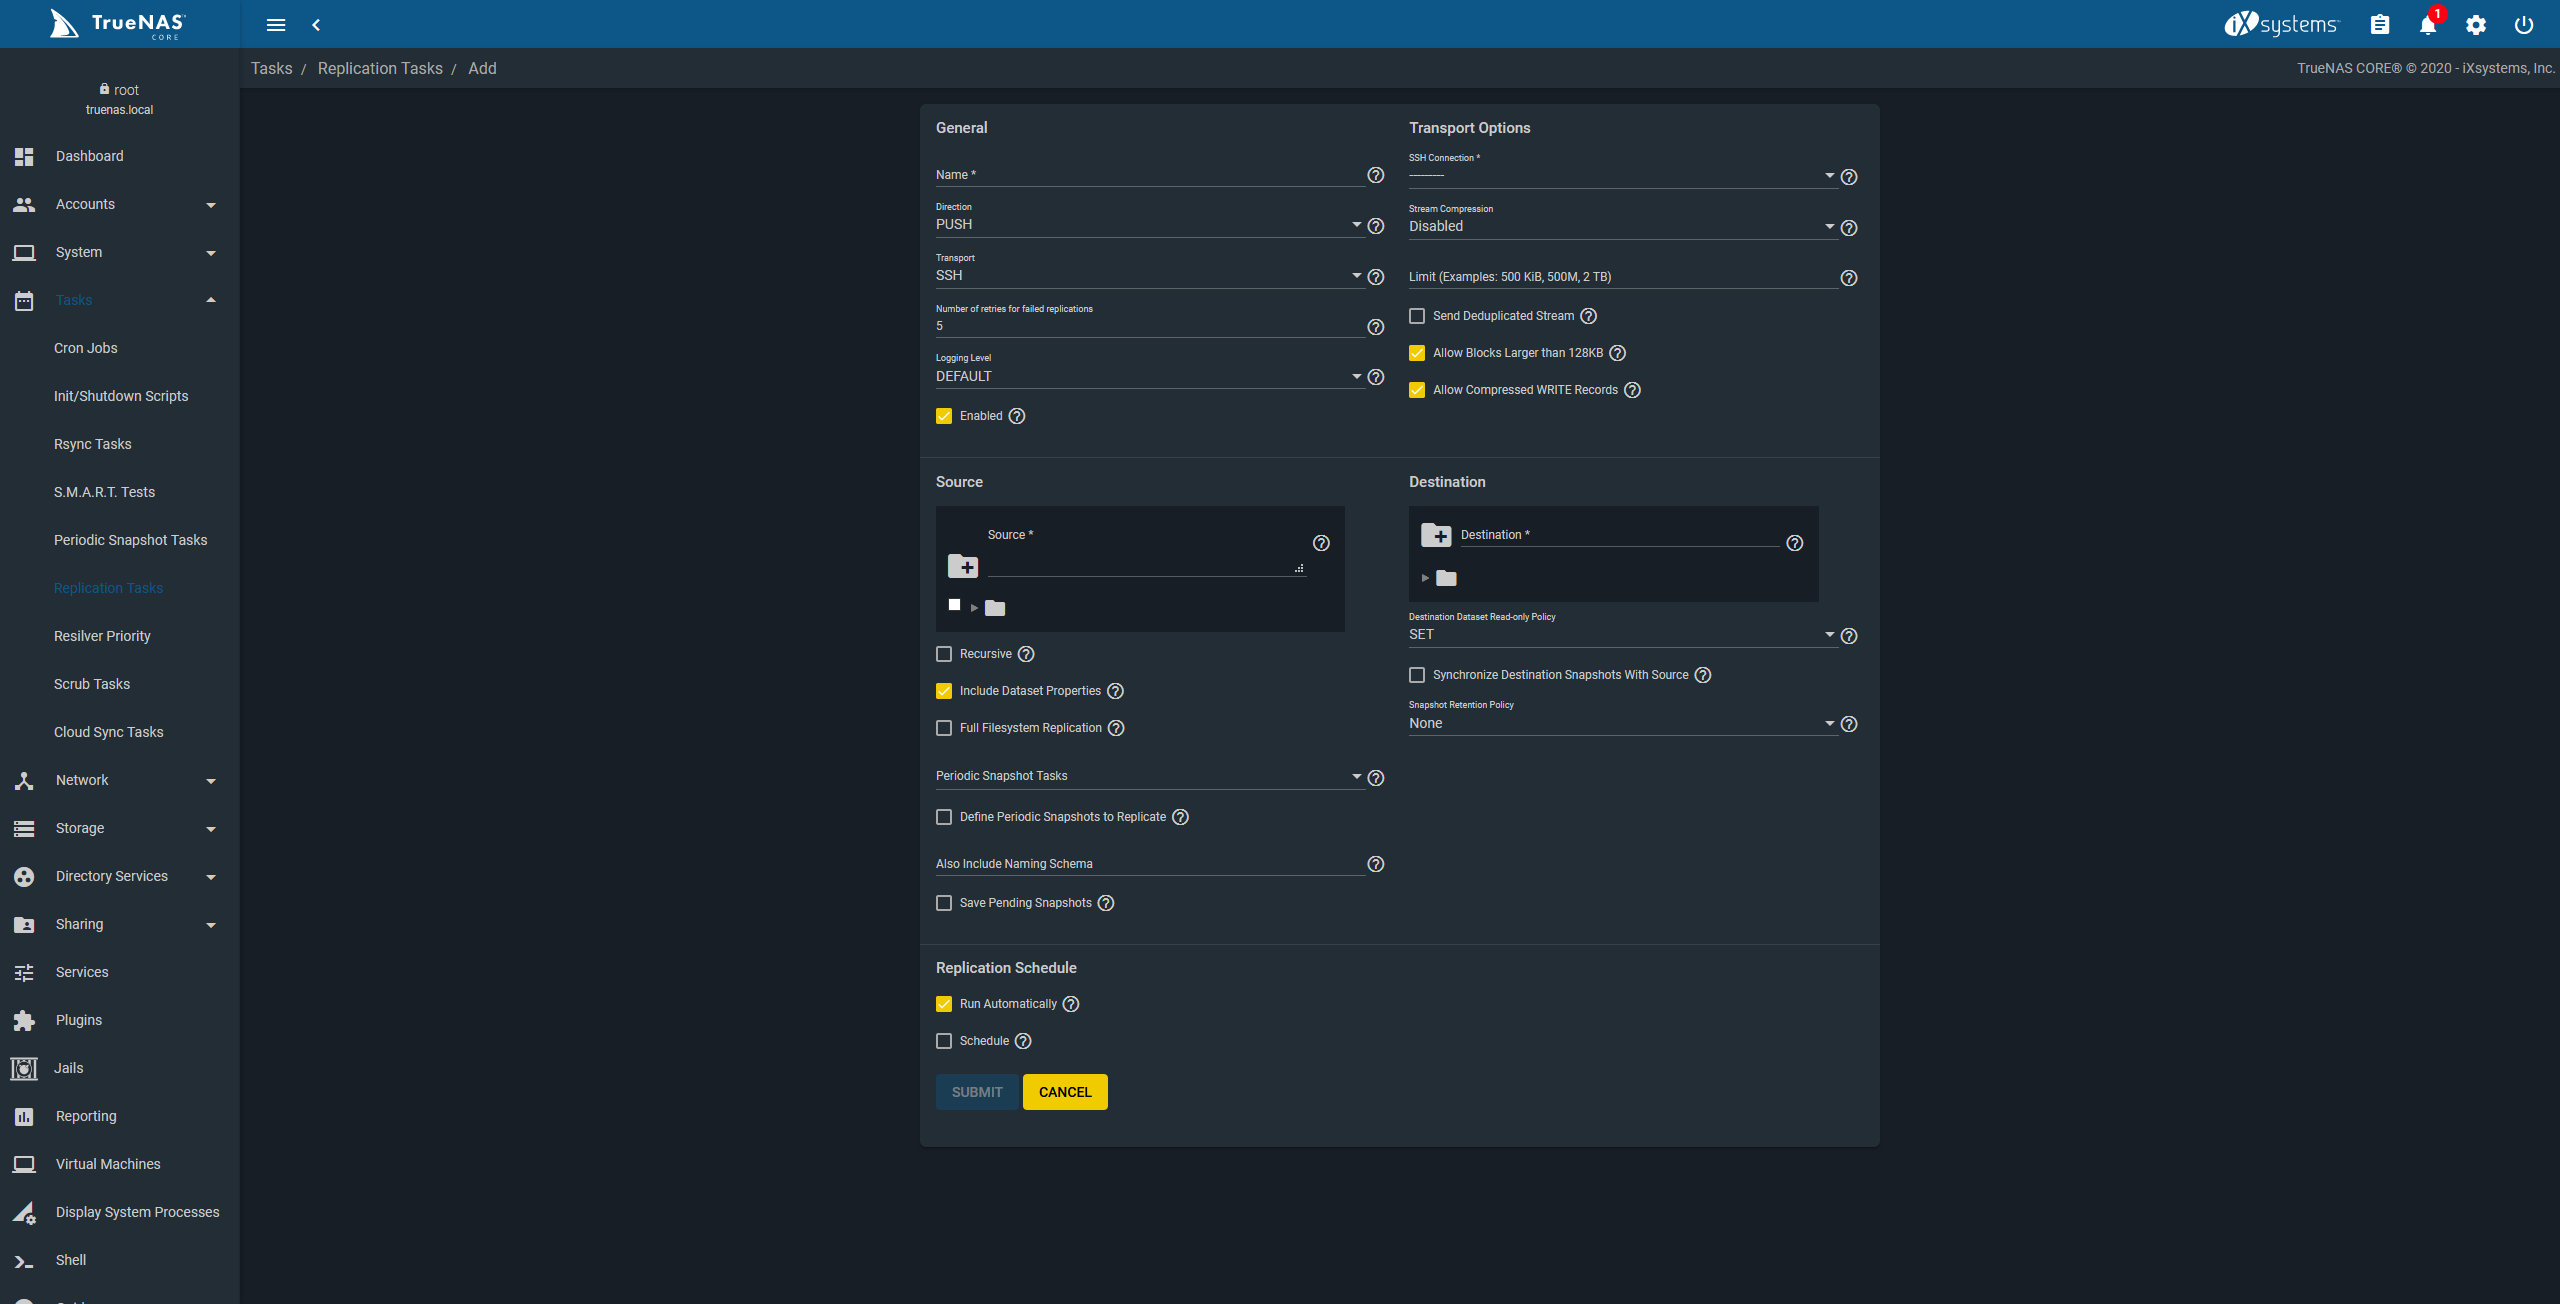 TrueNAS
CORE
iXsystems
1
Tasks / Replication Tasks / Add
TrueNAS CORE® © 2020 - iXsystems, Inc.
root
truenas.local
Dashboard
Accounts
System
Tasks
Cron Jobs
Init/Shutdown Scripts
Rsync Tasks
S.M.A.R.T. Tests
Periodic Snapshot Tasks
Replication Tasks
Resilver Priority
Scrub Tasks
Cloud Sync Tasks
Network
Storage
Directory Services
Sharing
Services
Plugins
Jails
Reporting
Virtual Machines
Display System Processes
Shell
General
Name *
Direction
PUSH
Transport
SSH
Number of retries for failed replications
5
Logging Level
DEFAULT
Enabled
Transport Options
SSH Connection *
---------
Stream Compression
Disabled
Limit (Examples: 500 KiB, 500M, 2 TB)
Send Deduplicated Stream
Allow Blocks Larger than 128KB
Allow Compressed WRITE Records
Source
Source *
Recursive
Include Dataset Properties
Full Filesystem Replication
Periodic Snapshot Tasks
Define Periodic Snapshots to Replicate
Also Include Naming Schema
Save Pending Snapshots
Destination
Destination *
Destination Dataset Read-only Policy
SET
Synchronize Destination Snapshots With Source
Snapshot Retention Policy
None
Replication Schedule
Run Automatically
Schedule
SUBMIT
CANCEL